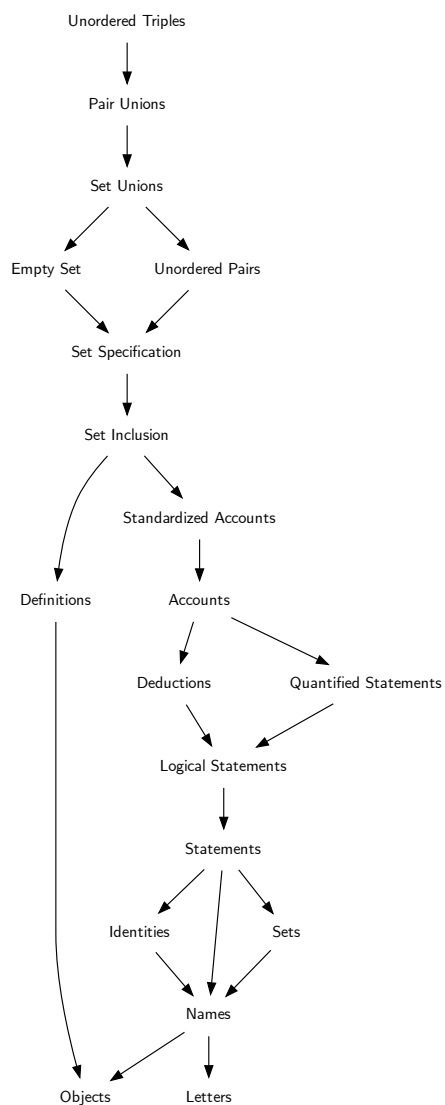 Unordered Triples
Pair Unions
Set Unions
Empty Set
Unordered Pairs
Set Specification
Set Inclusion
Standardized Accounts
Definitions
Accounts
Deductions
Quantified Statements
Logical Statements
Statements
Identities
Sets
Names
Objects
Letters